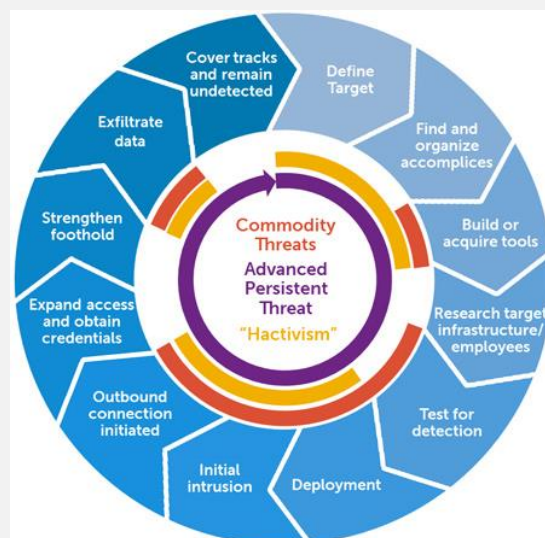 Define
Target
Find and
organize
accomplices
Build or
acquire tools
Research target
infrastructure/
employees
Test for
detection
Deployment
Initial
intrusion
Outbound
connection
initiated
Expand access
and obtain
credentials
Strengthen
foothold
Exfiltrate
data
Cover tracks
and remain
undetected
Commodity
Threats
Advanced
Persistent
Threat
“Hactivism”